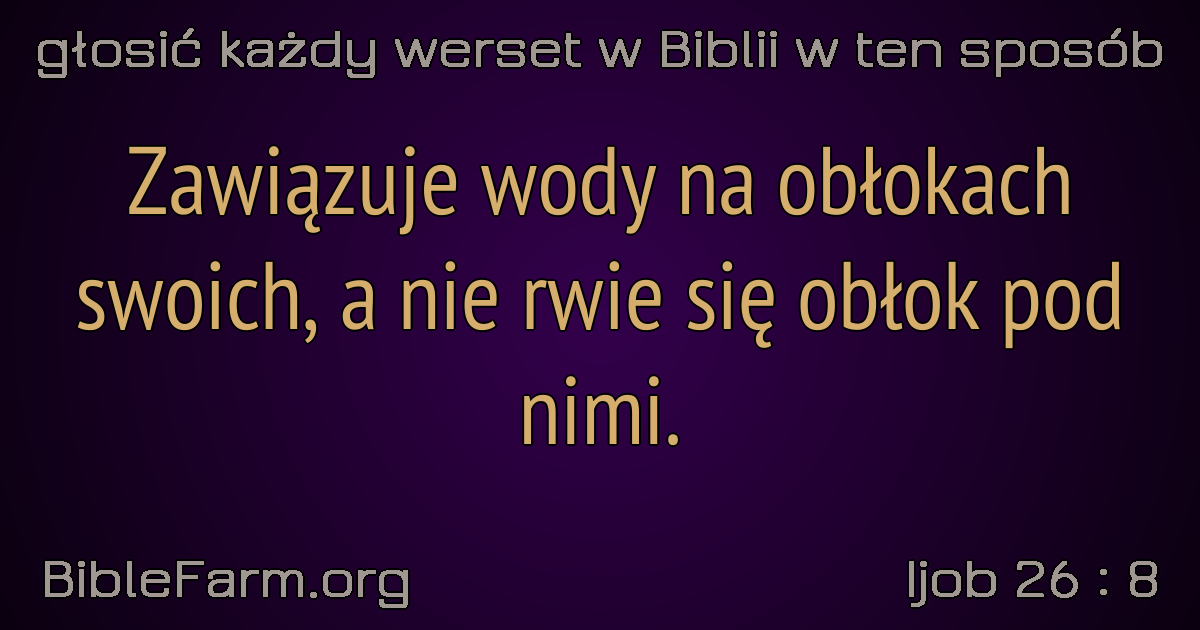 głosić każdy werset w Biblii w ten sposób
Zawiązuje wody na obłokach
swoich, a nie rwie się obłok pod
nimi.
BibleFarm.org
Ijob 26 : 8